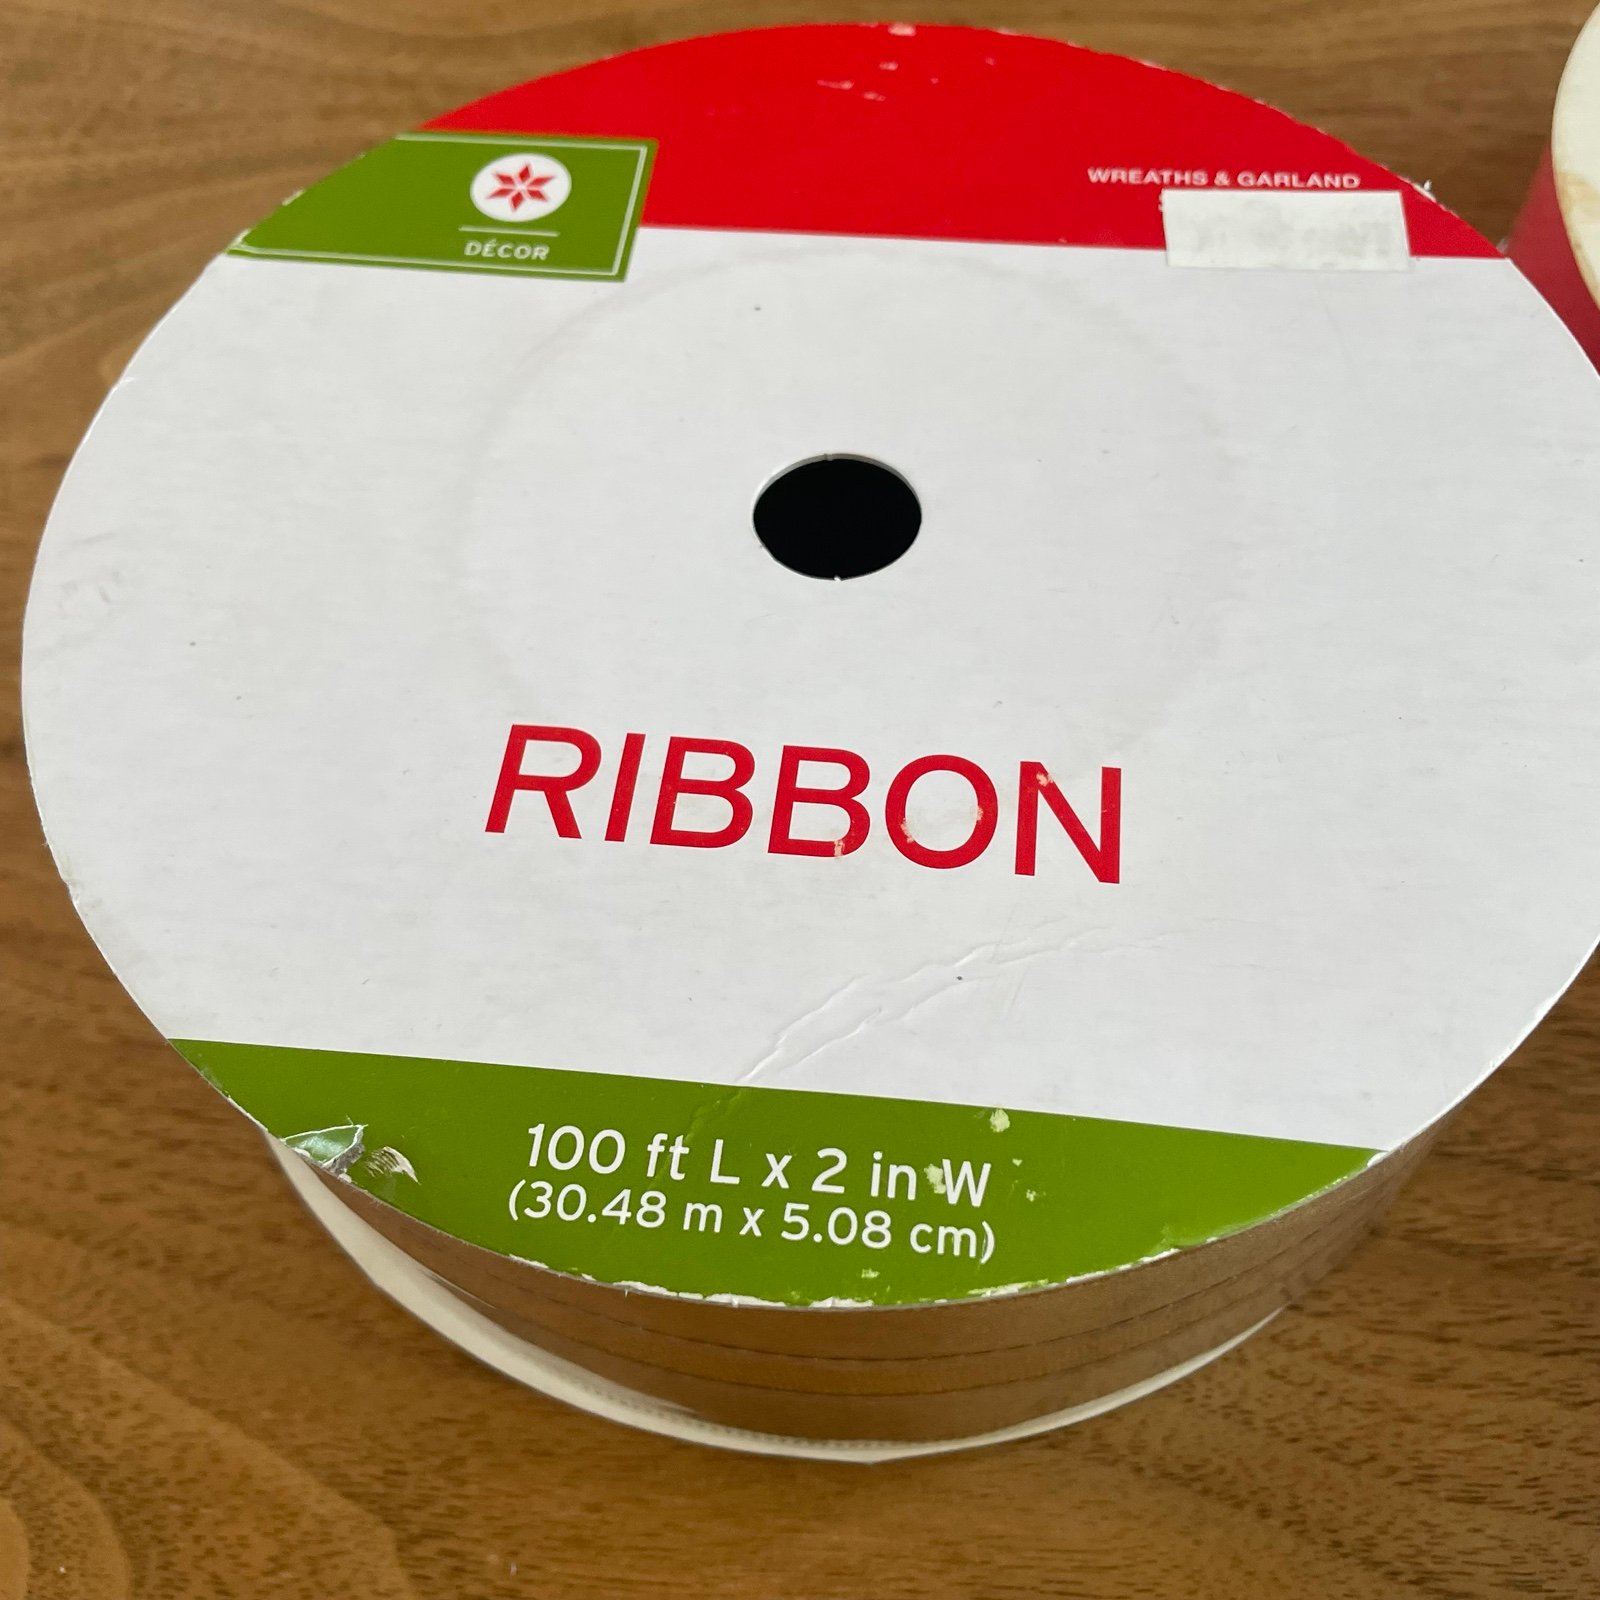 WREATHS & GARLAND
DÉCOR
RIBBON
100 ft L x 2 in W
(30.48 m x 5.08 cm)